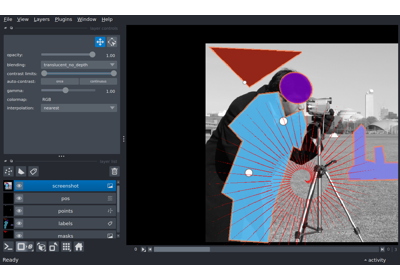 File View Layers Plugins Window Help
opacity: 1.00
blending: translucent_no_depth
contrast limits:
auto-contrast: once continuous
gamma: 1.00
colormap: RGB
interpolation: nearest
screenshot
pos
points
labels
masks
Ready
activity